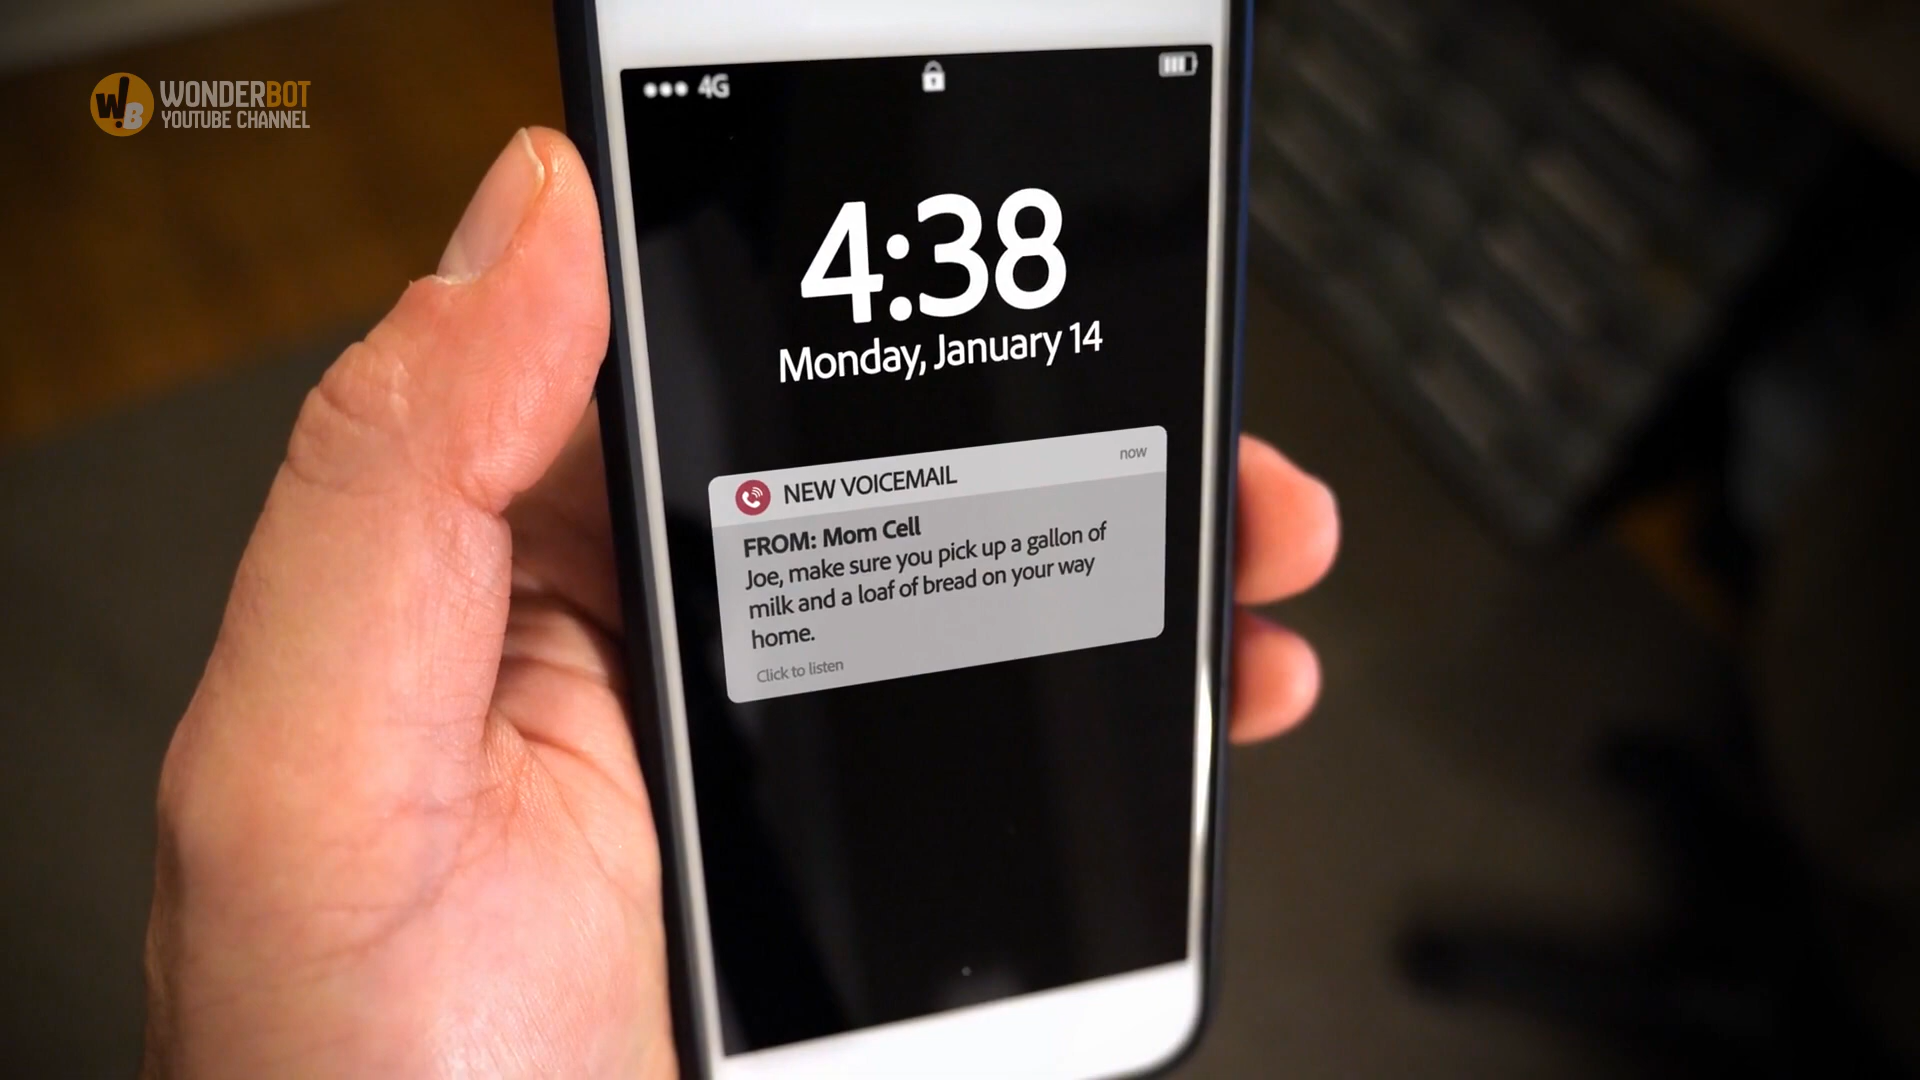 WONDERBOT
YOUTUBE CHANNEL
4G
4:38
Monday, January 14
NEW VOICEMAIL
now
FROM: Mom Cell
Joe, make sure you pick up a gallon of
milk and a loaf of bread on your way
home.
Click to listen